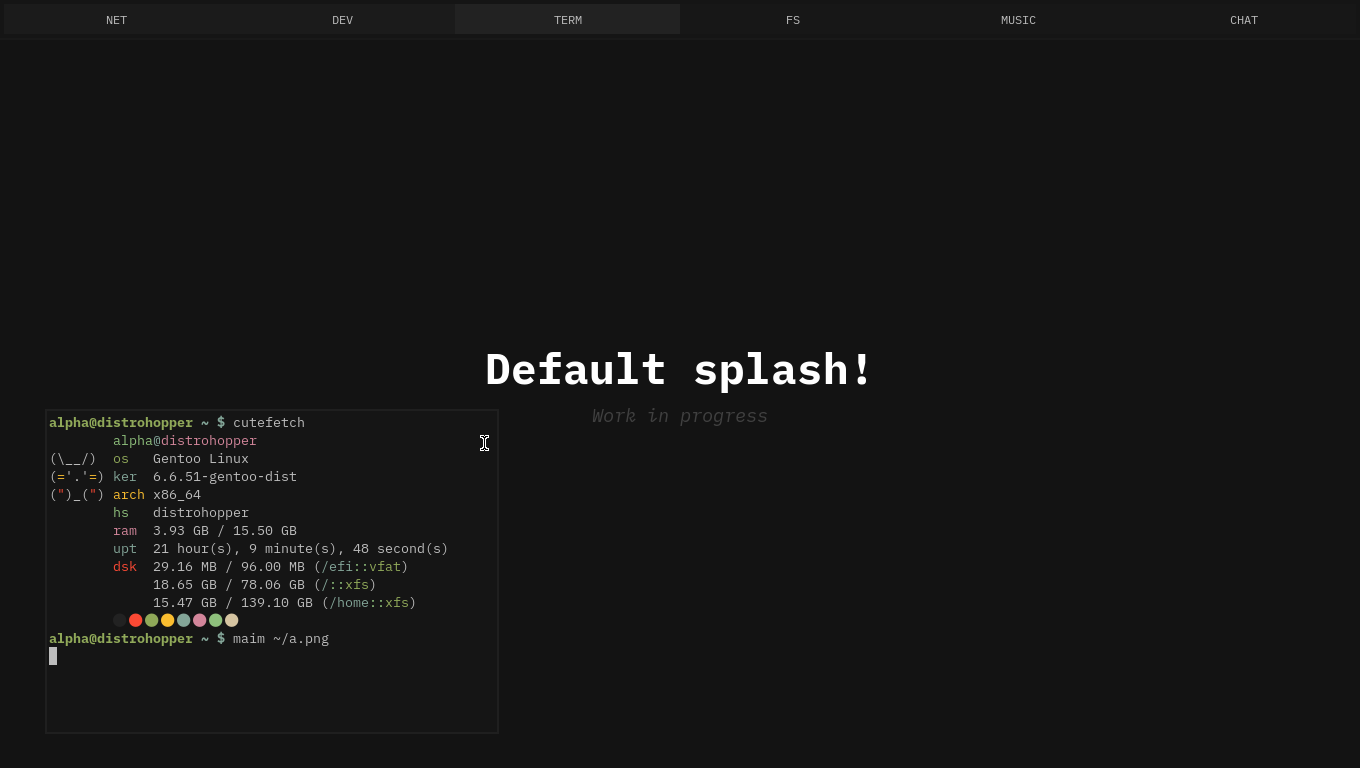 NET DEV TERM FS MUSIC CHAT
Default splash!
Work in progress
alpha@distrohopper ~ $ cutefetch
alpha@distrohopper
(\__/) os Gentoo Linux
(='.'=) ker 6.6.51-gentoo-dist
(")_(") arch x86_64
hs distrohopper
ram 3.93 GB / 15.50 GB
upt 21 hour(s), 9 minute(s), 48 second(s)
dsk 29.16 MB / 96.00 MB (/efi::vfat)
18.65 GB / 78.06 GB (/::xfs)
15.47 GB / 139.10 GB (/home::xfs)
alpha@distrohopper ~ $ maim ~/a.png